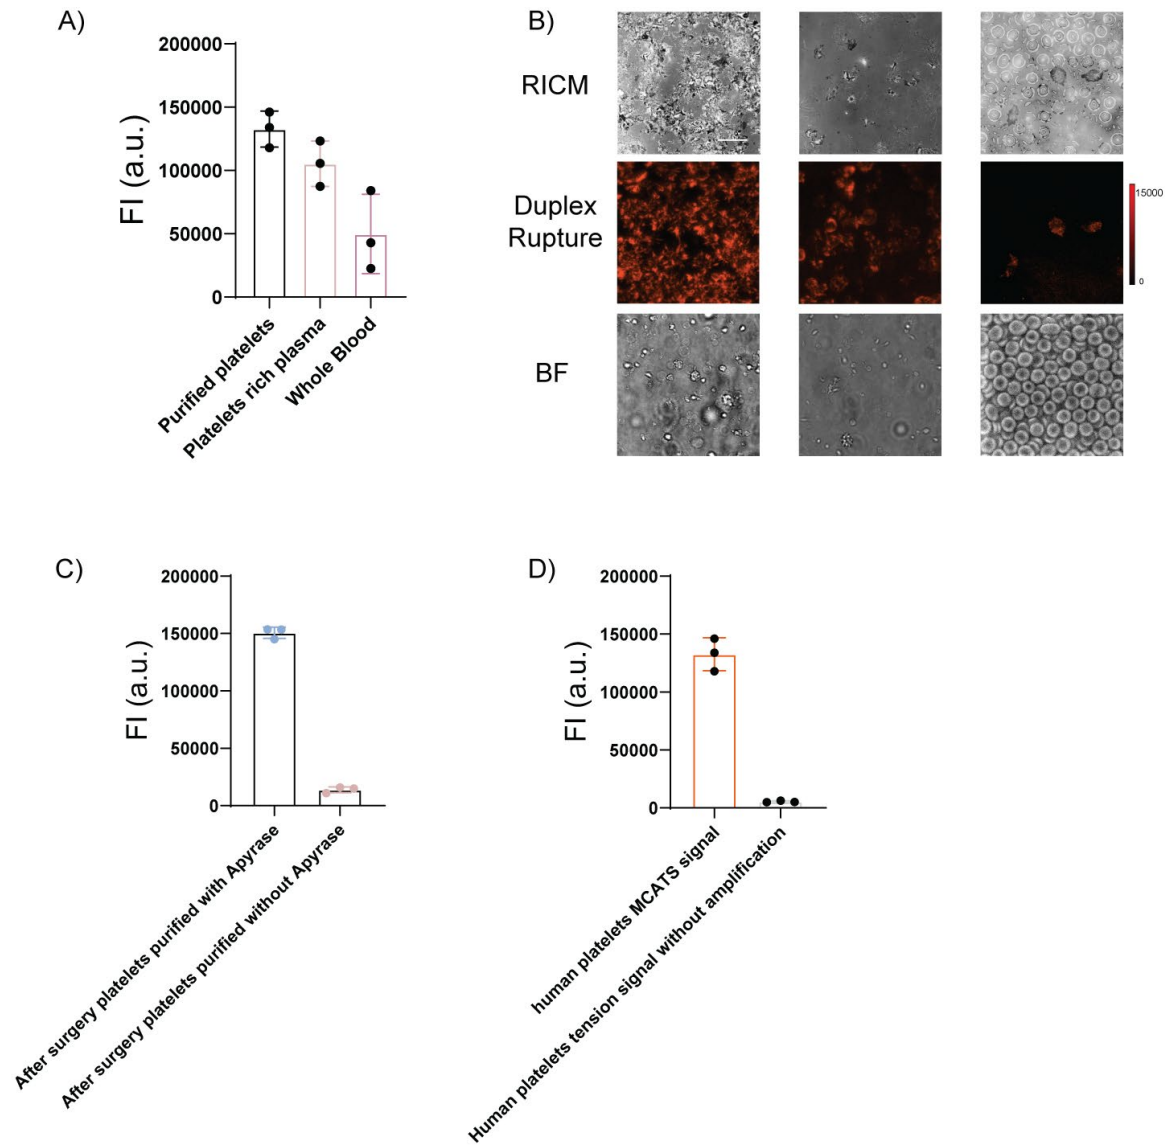 A)
FI (a.u.)
200000
150000
100000
50000
0
Purified platelets
Platelets rich plasma
Whole Blood
B)
RICM
Duplex
Rupture
BF
15000
0
C)
FI (a.u.)
200000
150000
100000
50000
0
After surgery platelets purified with Apyrase
After surgery platelets purified without Apyrase
D)
FI (a.u.)
200000
150000
100000
50000
0
human platelets MCATS signal
Human platelets tension signal without amplification